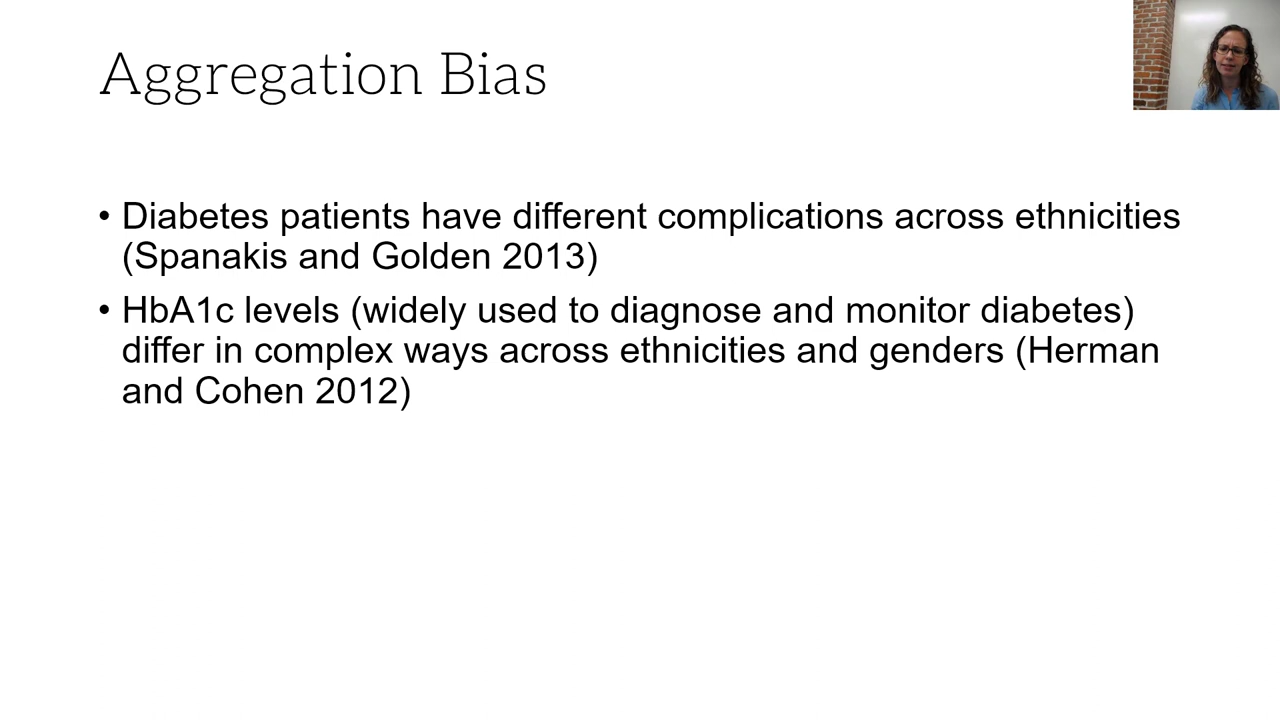 Aggregation Bias
• Diabetes patients have different complications across ethnicities
(Spanakis and Golden 2013)
• HbA1c levels (widely used to diagnose and monitor diabetes)
differ in complex ways across ethnicities and genders (Herman
and Cohen 2012)